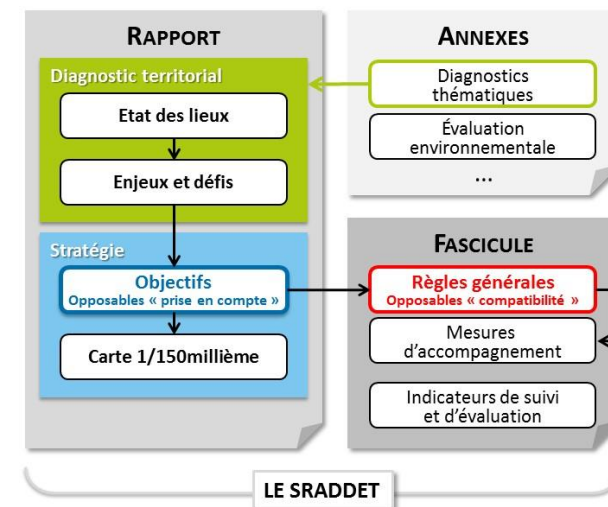 RAPPORT
Diagnostic territorial
Etat des lieux
Enjeux et défis
Stratégie
Objectifs
Opposables « prise en compte »
Carte 1/150millième
ANNEXES
Diagnostics
thématiques
Évaluation
environnementale
...
FASCICULE
Règles générales
Opposables « compatibilité »
Mesures
d'accompagnement
Indicateurs de suivi
et d'évaluation
LE SRADDET